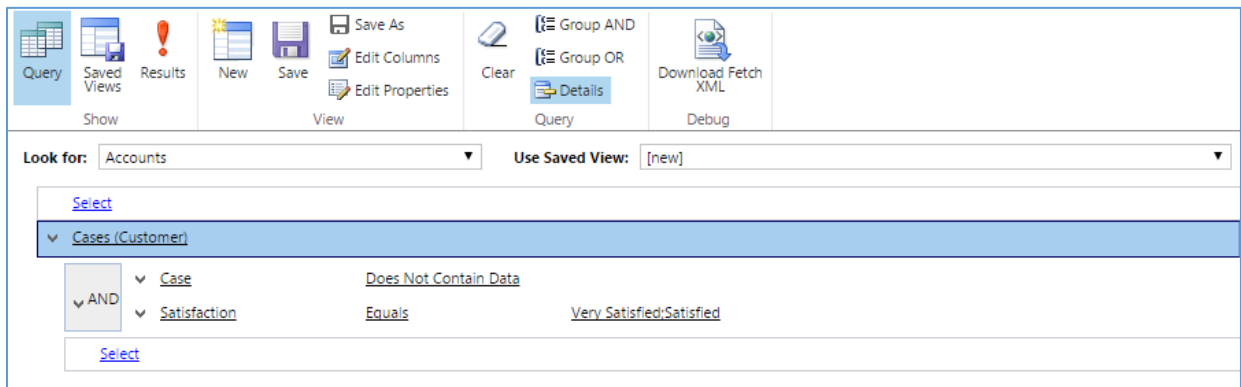 Query
Saved Views
Results
Show
New
Save
Save As
Edit Columns
Edit Properties
View
Clear
Group AND
Group OR
Details
Query
Download Fetch XML
Debug
Look for: Accounts
Use Saved View: [new]
Select
Cases (Customer)
AND
Case Does Not Contain Data
Satisfaction Equals Very Satisfied;Satisfied
Select